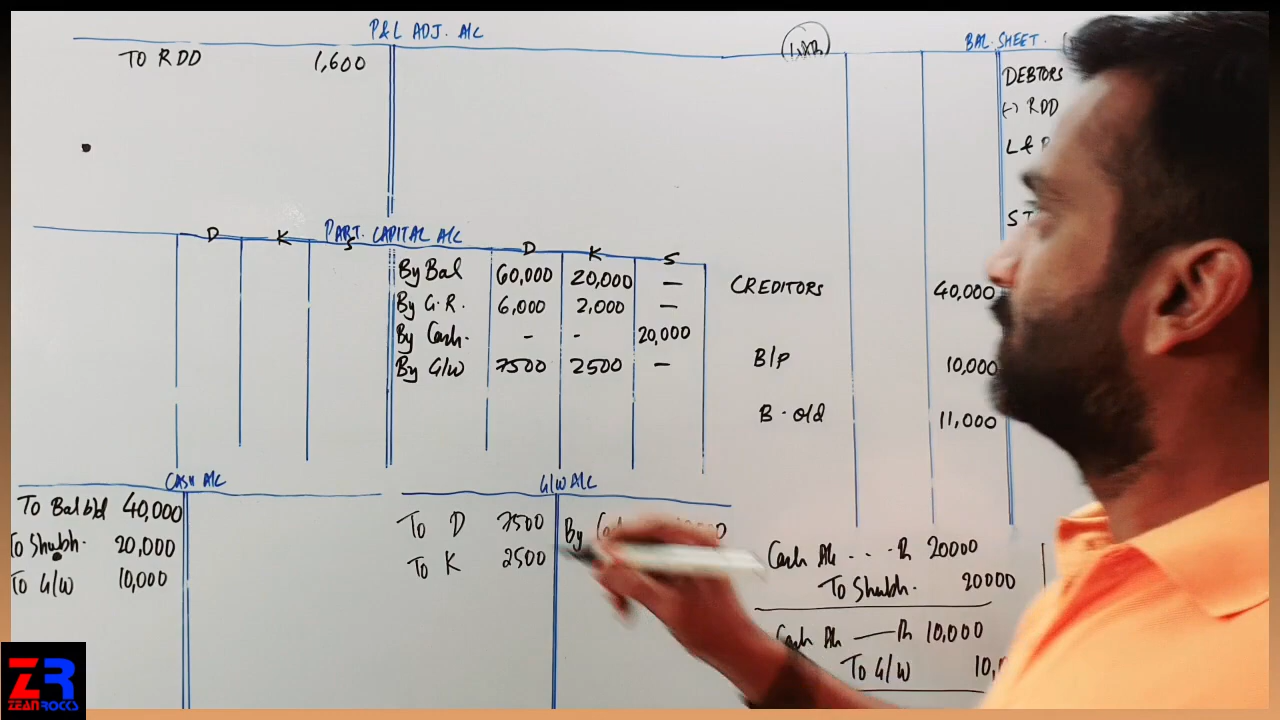 P&L ADJ. A/C
TO RDD 1,600
BAL. SHEET.
DEBTORS
(-) RDD
PART. CAPITAL A/C
D K S D K S
By Bal 60,000 20,000 —
By G.R. 6,000 2,000 —
By Cash. - - 20,000
By G/W 7500 2500 —
CREDITORS 40,000
B/P 10,000
B. o/d 11,000
CASH A/C
To Bal b/d 40,000
To Shubh. 20,000
To G/W 10,000
G/W A/C
To D 7500 By
To K 2500
Cash A/c - - - R 20000
To Shubh. 20000
Cash A/c — R 10,000
To G/W
ZR
ZEAN ROCKS